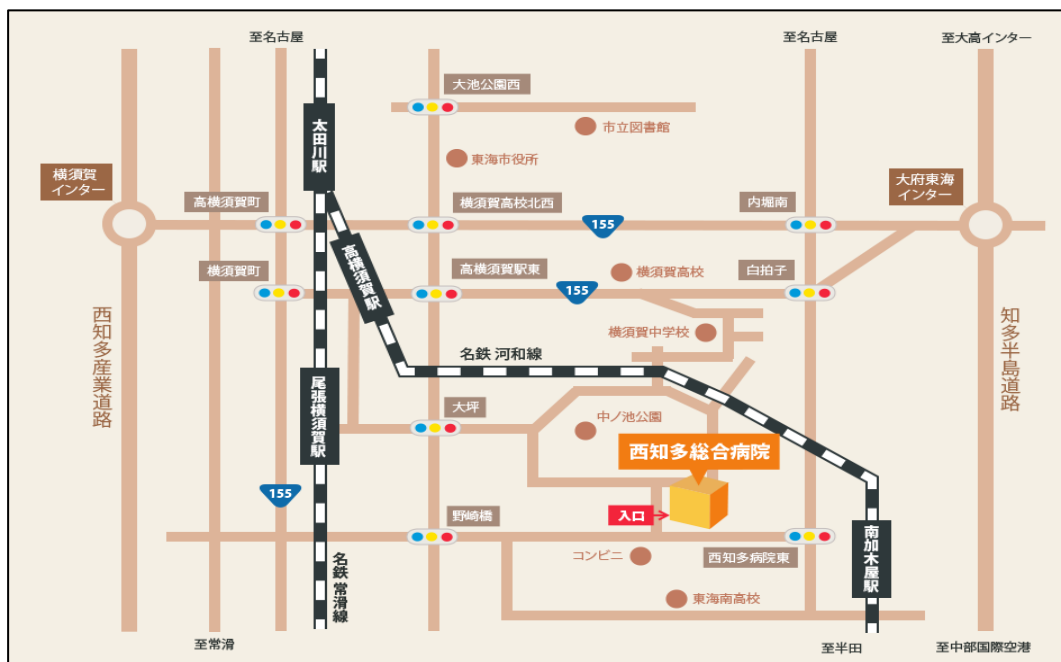 至名古屋
至名古屋
至大高インター
大池公園西
太田川駅
市立図書館
東海市役所
横須賀
インター
大府東海
インター
高横須賀町
横須賀高校北西
内堀南
155
高横須賀駅
横須賀町
高横須賀駅東
横須賀高校
白拍子
155
西知多産業道路
知多半島道路
横須賀中学校
名鉄 河和線
尾張横須賀駅
大坪
中ノ池公園
西知多総合病院
155
野崎橋
入口
南加木屋駅
コンビニ
西知多病院東
名鉄 常滑線
東海南高校
至常滑
至半田
至中部国際空港